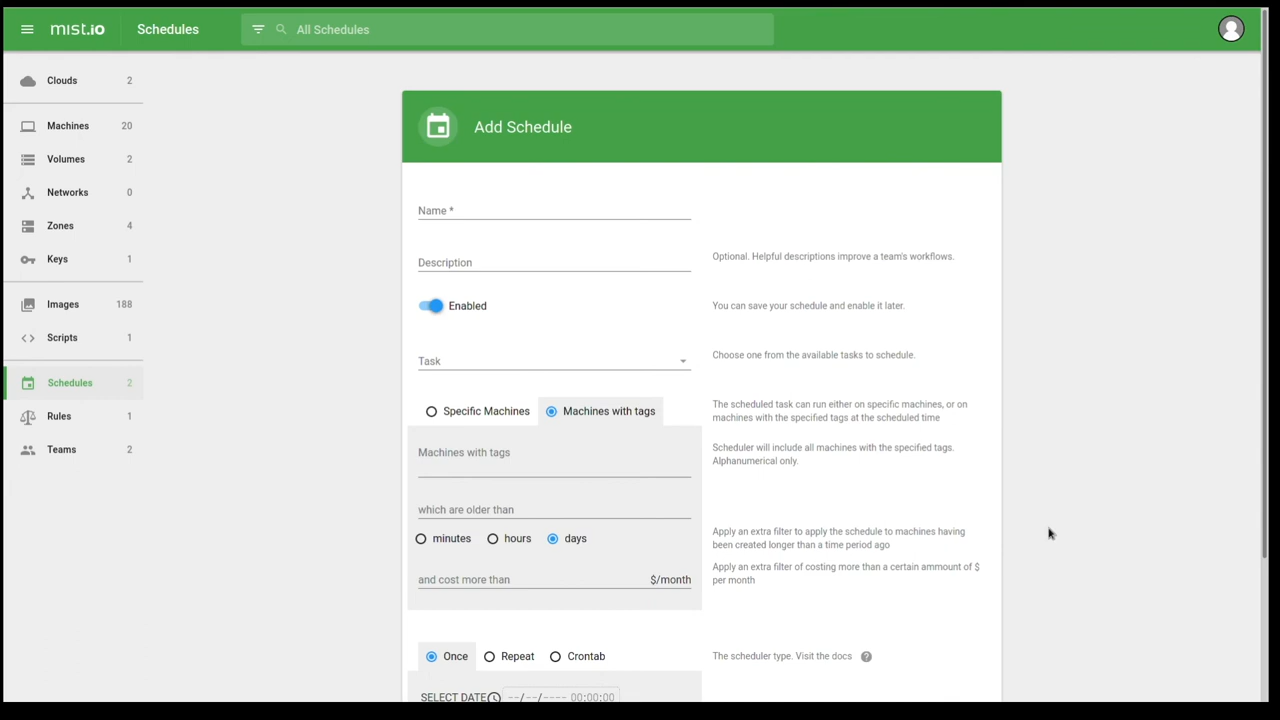 mist.io
Schedules
All Schedules
Clouds 2
Machines 20
Volumes 2
Networks 0
Zones 4
Keys 1
Images 188
Scripts 1
Schedules 2
Rules 1
Teams 2
Add Schedule
Name *
Description
Optional. Helpful descriptions improve a team's workflows.
Enabled
You can save your schedule and enable it later.
Task
Choose one from the available tasks to schedule.
Specific Machines
Machines with tags
The scheduled task can run either on specific machines, or on
machines with the specified tags at the scheduled time
Machines with tags
Scheduler will include all machines with the specified tags.
Alphanumerical only.
which are older than
minutes
hours
days
Apply an extra filter to apply the schedule to machines having
been created longer than a time period ago
and cost more than
$/month
Apply an extra filter of costing more than a certain ammount of $
per month
Once
Repeat
Crontab
The scheduler type. Visit the docs ?
SELECT DATE --/--/---- 00:00:00